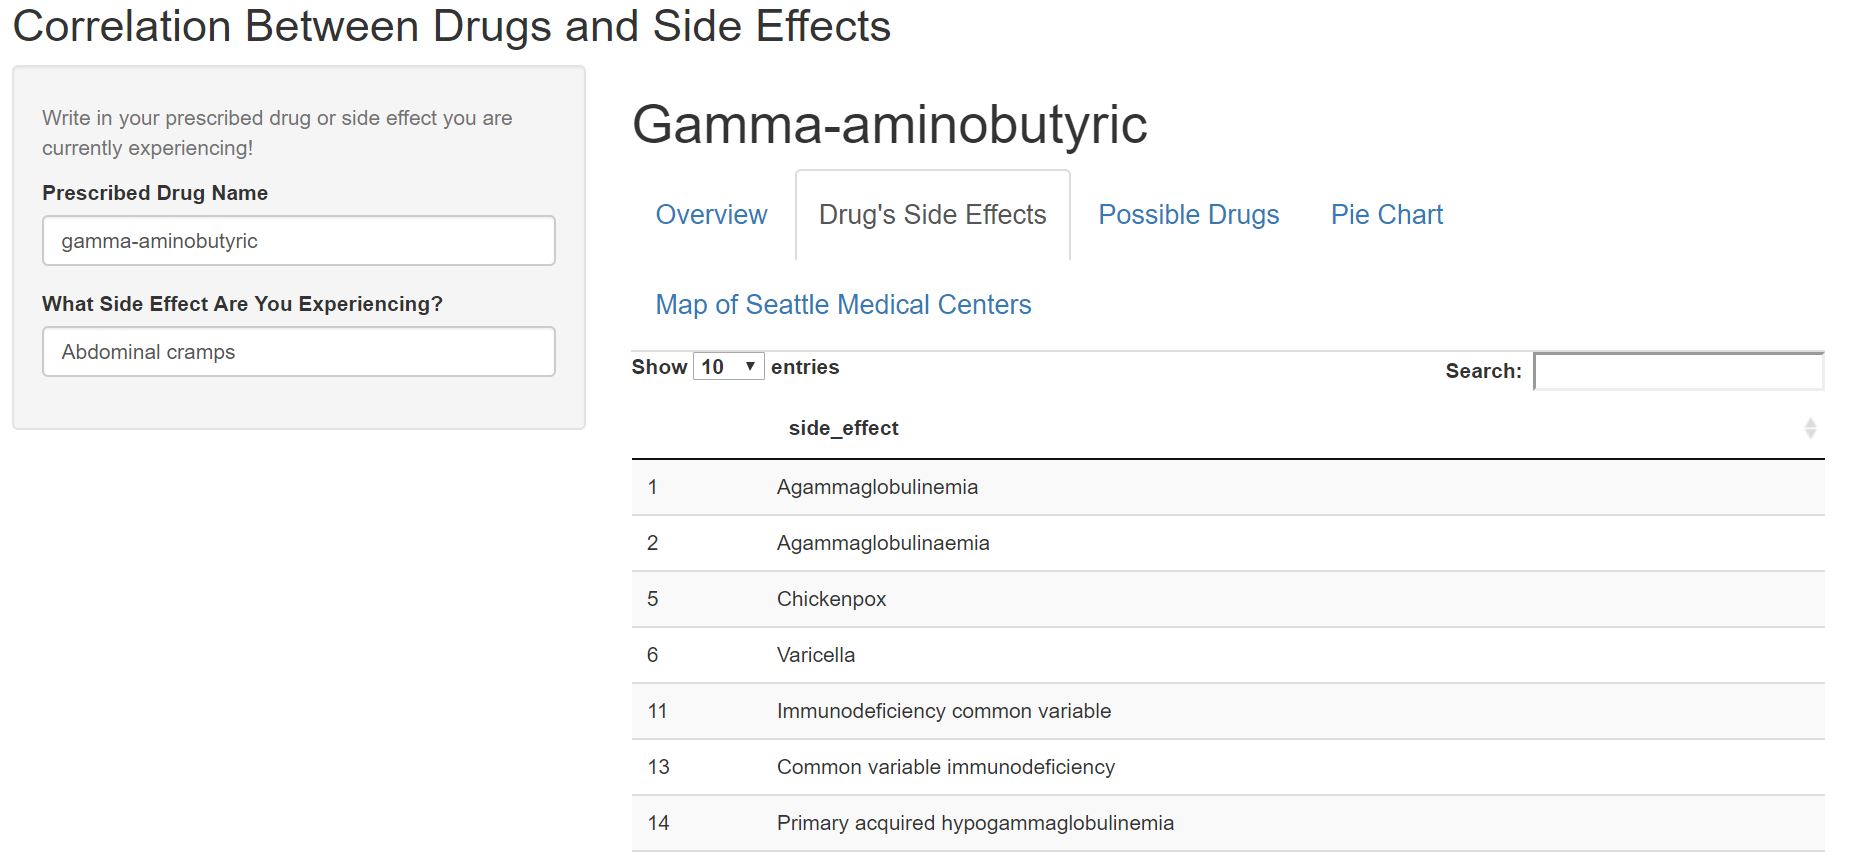 Correlation Between Drugs and Side Effects
Write in your prescribed drug or side effect you are
currently experiencing!
Prescribed Drug Name
gamma-aminobutyric
What Side Effect Are You Experiencing?
Abdominal cramps
Gamma-aminobutyric
Overview Drug's Side Effects Possible Drugs Pie Chart
Map of Seattle Medical Centers
Show 10 entries Search:
side_effect
1 Agammaglobulinemia
2 Agammaglobulinaemia
5 Chickenpox
6 Varicella
11 Immunodeficiency common variable
13 Common variable immunodeficiency
14 Primary acquired hypogammaglobulinemia